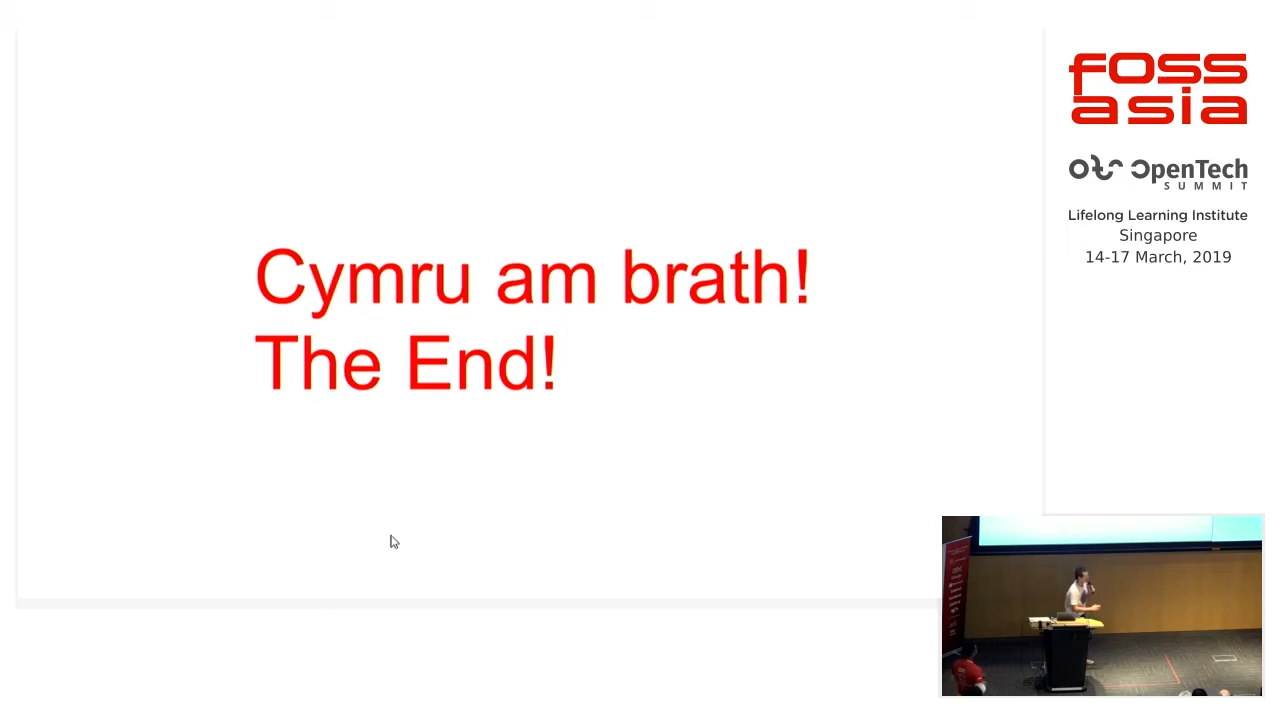 Cymru am brath!
The End!
foss
asia
OpenTech
SUMMIT
Lifelong Learning Institute
Singapore
14-17 March, 2019